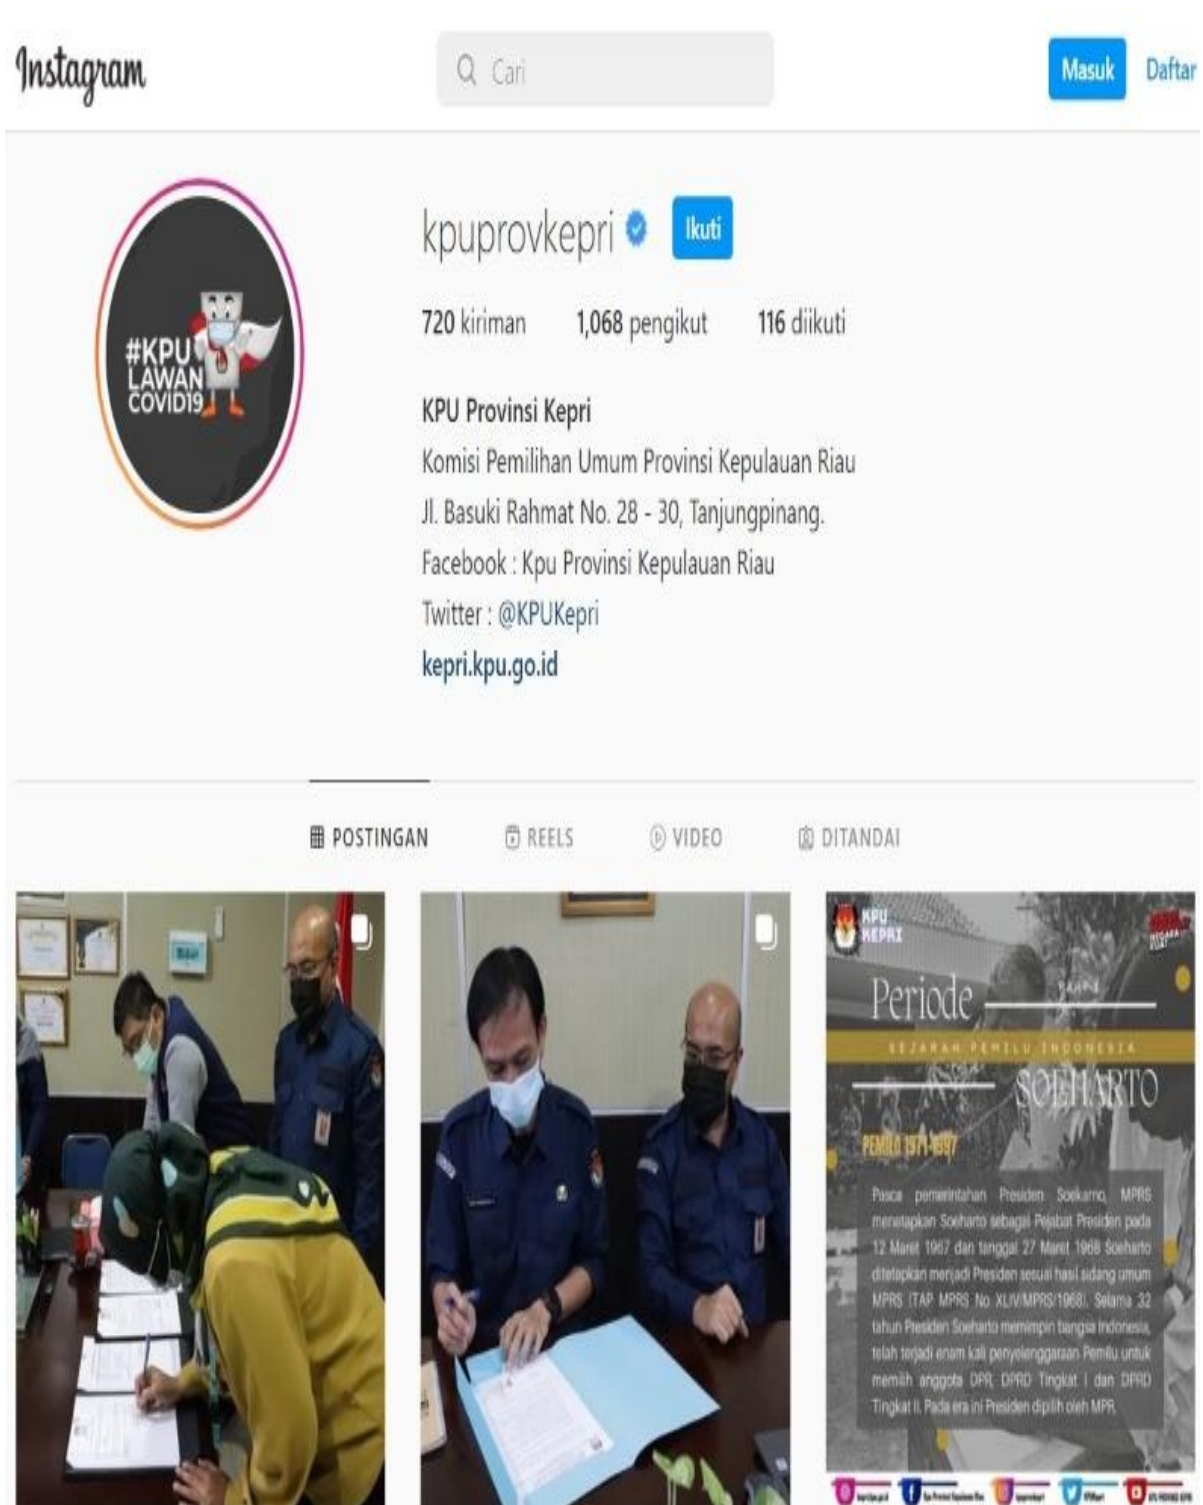 Instagram
Cari
Masuk
Daftar
#KPU
LAWAN
COVID19
kpuprovkepri
Ikuti
720 kiriman
1,068 pengikut
116 diikuti
KPU Provinsi Kepri
Komisi Pemilihan Umum Provinsi Kepulauan Riau
Jl. Basuki Rahmat No. 28 - 30, Tanjungpinang.
Facebook : Kpu Provinsi Kepulauan Riau
Twitter : @KPUKepri
kepri.kpu.go.id
POSTINGAN
REELS
VIDEO
DITANDAI
KPU
KEPRI
Periode
SEJARAH PEMILU INDONESIA
SOEHARTO
PEMILU 1971-1997
Pasca pemerintahan Presiden Soekarno, MPRS
menetapkan Soeharto sebagai Pejabat Presiden pada
12 Maret 1967 dan tanggal 27 Maret 1968 Soeharto
ditetapkan menjadi Presiden sesuai hasil sidang umum
MPRS (TAP MPRS No XLIV/MPRS/1968). Selama 32
tahun Presiden Soeharto memimpin bangsa Indonesia,
telah terjadi enam kali penyelenggaraan Pemilu untuk
memilih anggota DPR, DPRD Tingkat I dan DPRD
Tingkat II. Pada era ini Presiden dipilih oleh MPR.